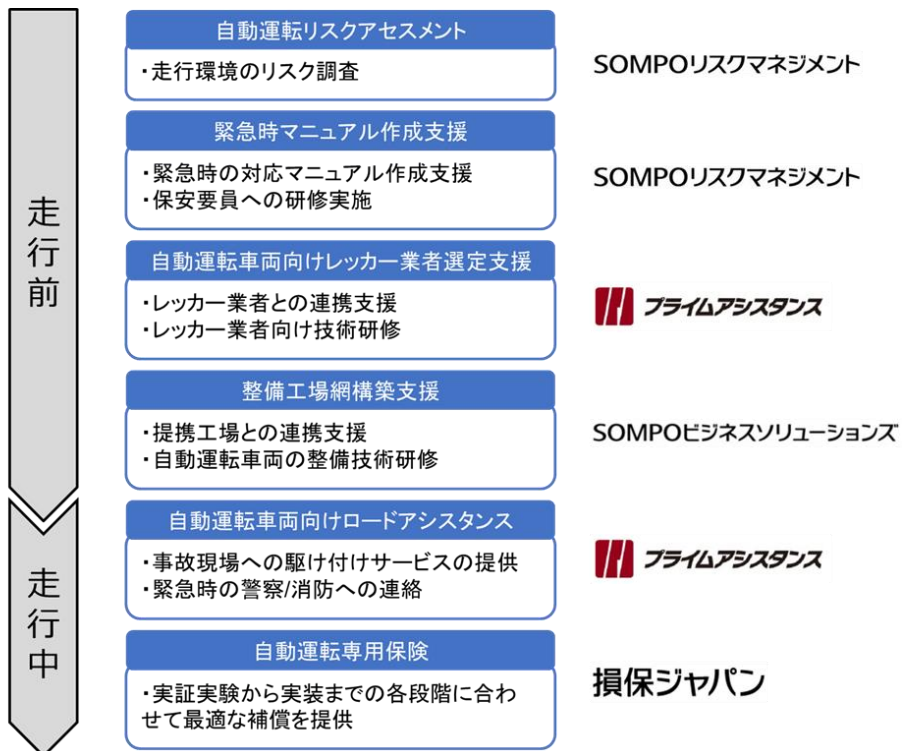 走行前
自動運転リスクアセスメント
・走行環境のリスク調査
SOMPOリスクマネジメント
緊急時マニュアル作成支援
・緊急時の対応マニュアル作成支援
・保安要員への研修実施
SOMPOリスクマネジメント
自動運転車両向けレッカー業者選定支援
・レッカー業者との連携支援
・レッカー業者向け技術研修
プライムアシスタンス
整備工場網構築支援
・提携工場との連携支援
・自動運転車両の整備技術研修
SOMPOビジネスソリューションズ
走行中
自動運転車両向けロードアシスタンス
・事故現場への駆け付けサービスの提供
・緊急時の警察/消防への連絡
プライムアシスタンス
自動運転専用保険
・実証実験から実装までの各段階に合わ
せて最適な補償を提供
損保ジャパン